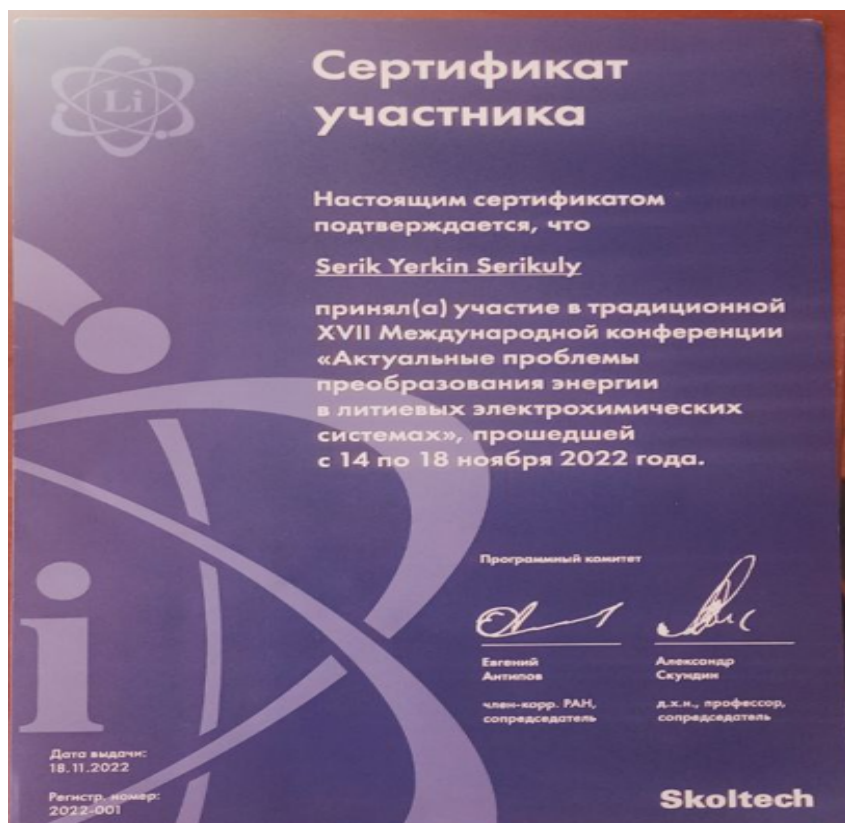 Li
Сертификат
участника
Настоящим сертификатом
подтверждается, что
Serik Yerkin Serikuly
принял(а) участие в традиционной
XVII Международной конференции
«Актуальные проблемы
преобразования энергии
в литиевых электрохимических
системах», прошедшей
с 14 по 18 ноября 2022 года.
Программный комитет
Евгений
Антипов
член-корр. РАН,
сопредседатель
Александр
Скундин
д.х.н., профессор,
сопредседатель
Дата выдачи:
18.11.2022
Регистр. номер:
2022-001
Skoltech